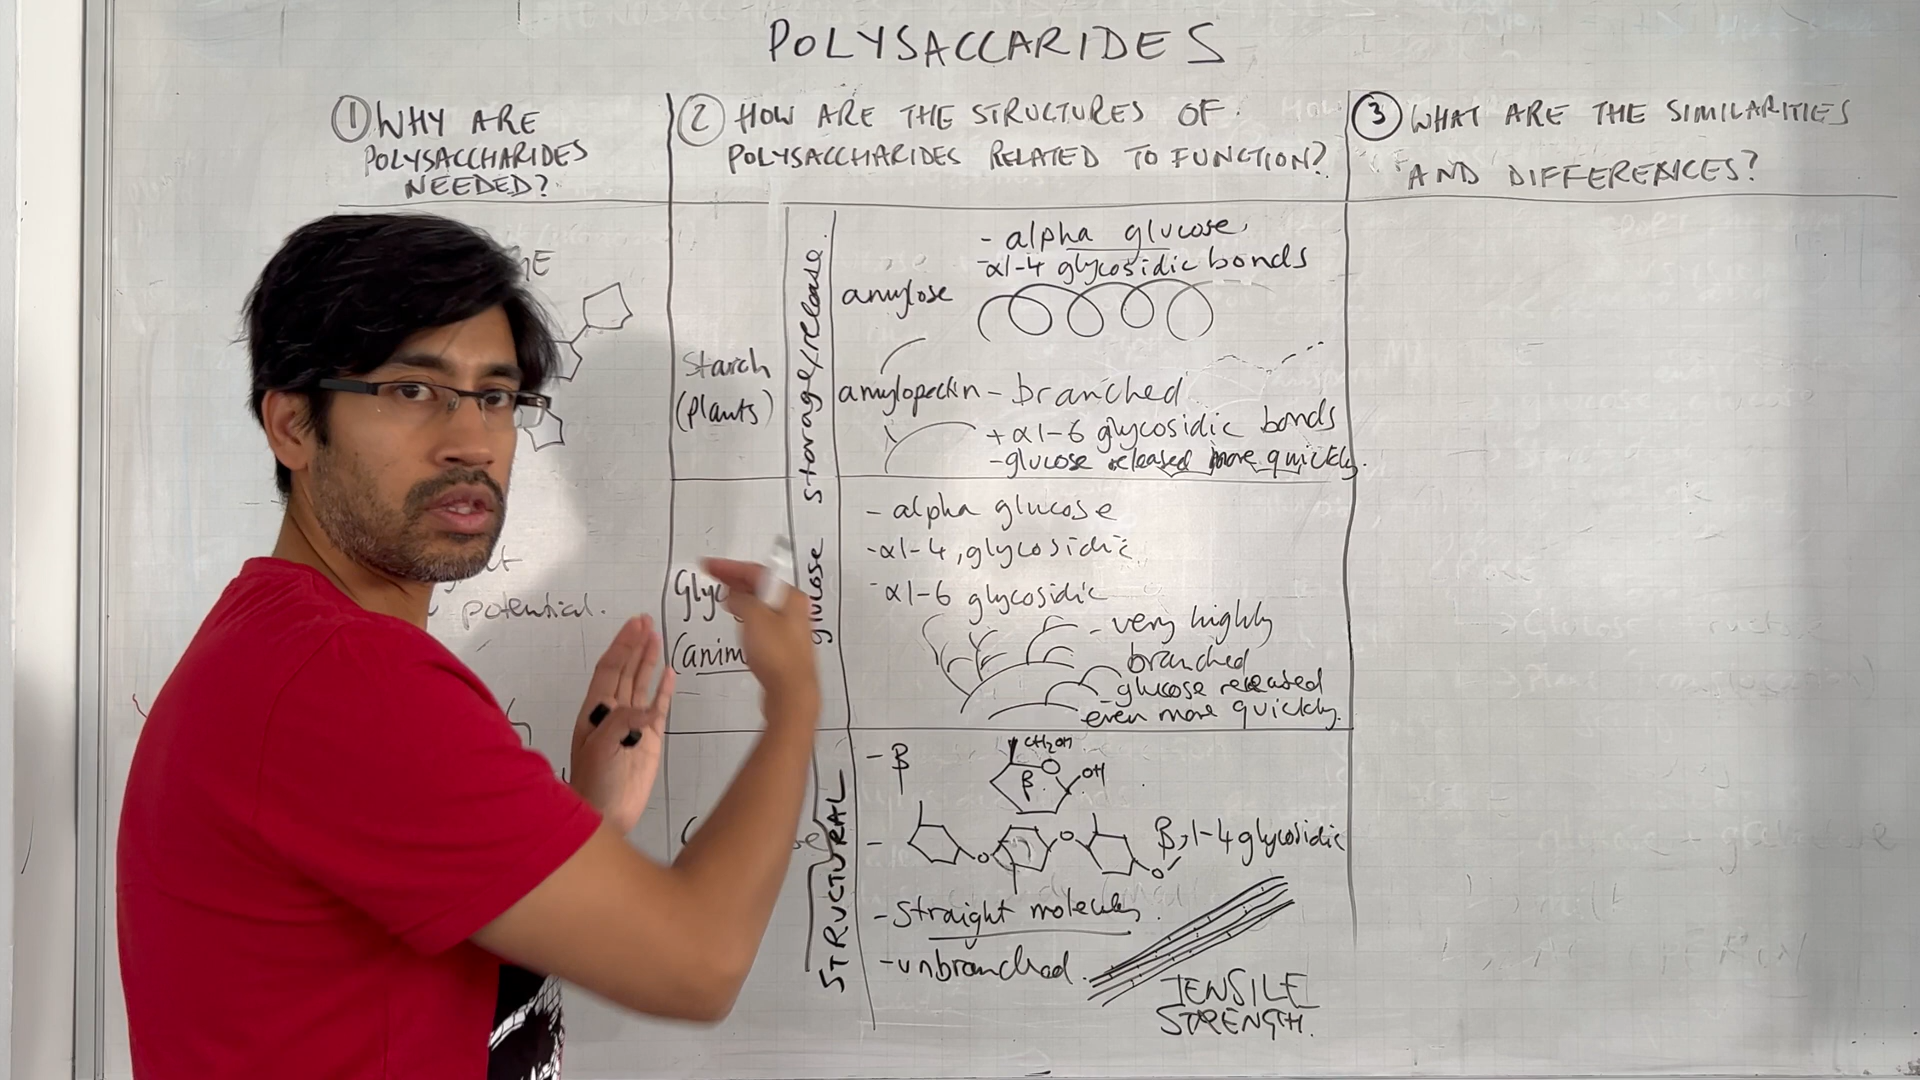 POLYSACCARIDES
① WHY ARE
POLYSACCHARIDES
NEEDED?
potential.
② HOW ARE THE STRUCTURES OF
POLYSACCHARIDES RELATED TO FUNCTION?
Starch
(plants)
glucose storage/release.
- alpha glucose,
- α1-4 glycosidic bonds
amylose
amylopectin - branched
+ α1-6 glycosidic bonds
- glucose released more quickly.
- alpha glucose
- α1-4, glycosidic
- α1-6 glycosidic
- very highly
branched
glucose released
even more quickly.
STRUCTURAL
- β
CH2OH
O
OH
β
- O O O β,1-4 glycosidic
- Straight molecules
- unbranched.
TENSILE
STRENGTH.
③ WHAT ARE THE SIMILARITIES
AND DIFFERENCES?